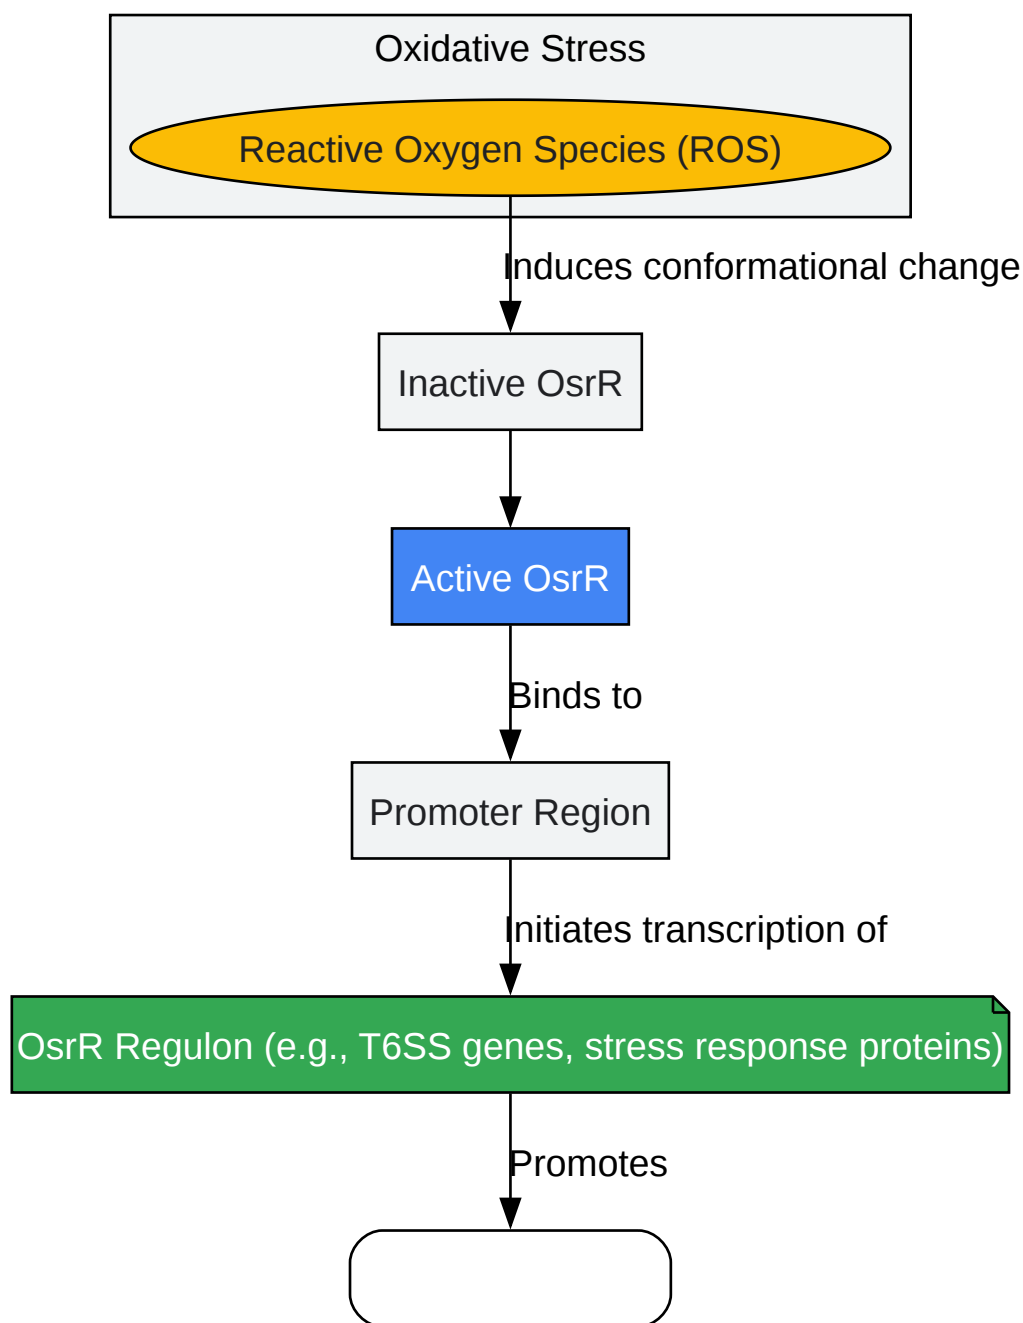 Oxidative Stress
Reactive Oxygen Species (ROS)
Induces conformational change
Inactive OsrR
Active OsrR
Binds to
Promoter Region
Initiates transcription of
OsrR Regulon (e.g., T6SS genes, stress response proteins)
Promotes